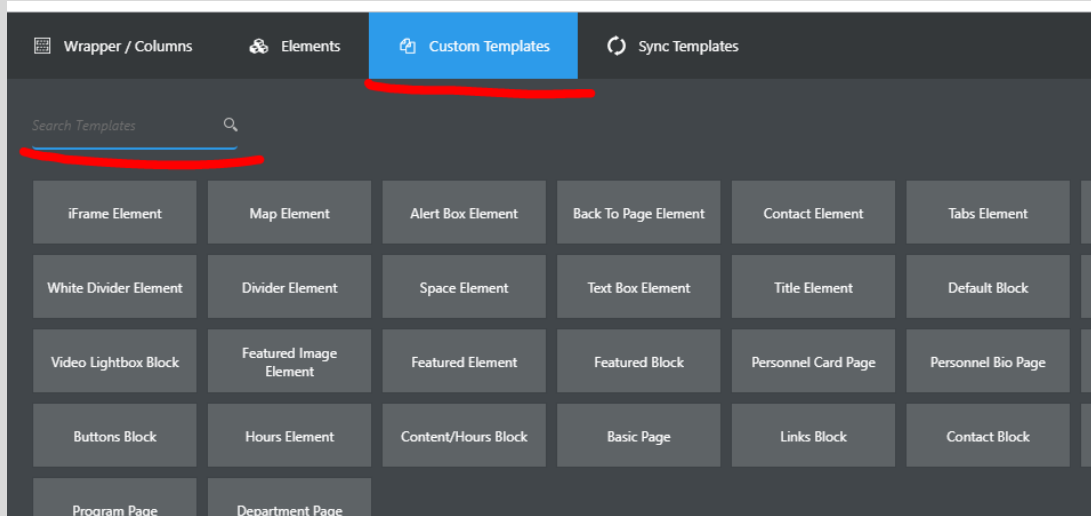 Wrapper / Columns
Elements
Custom Templates
Sync Templates
Search Templates
iFrame Element
Map Element
Alert Box Element
Back To Page Element
Contact Element
Tabs Element
White Divider Element
Divider Element
Space Element
Text Box Element
Title Element
Default Block
Video Lightbox Block
Featured Image
Element
Featured Element
Featured Block
Personnel Card Page
Personnel Bio Page
Buttons Block
Hours Element
Content/Hours Block
Basic Page
Links Block
Contact Block
Program Page
Department Page